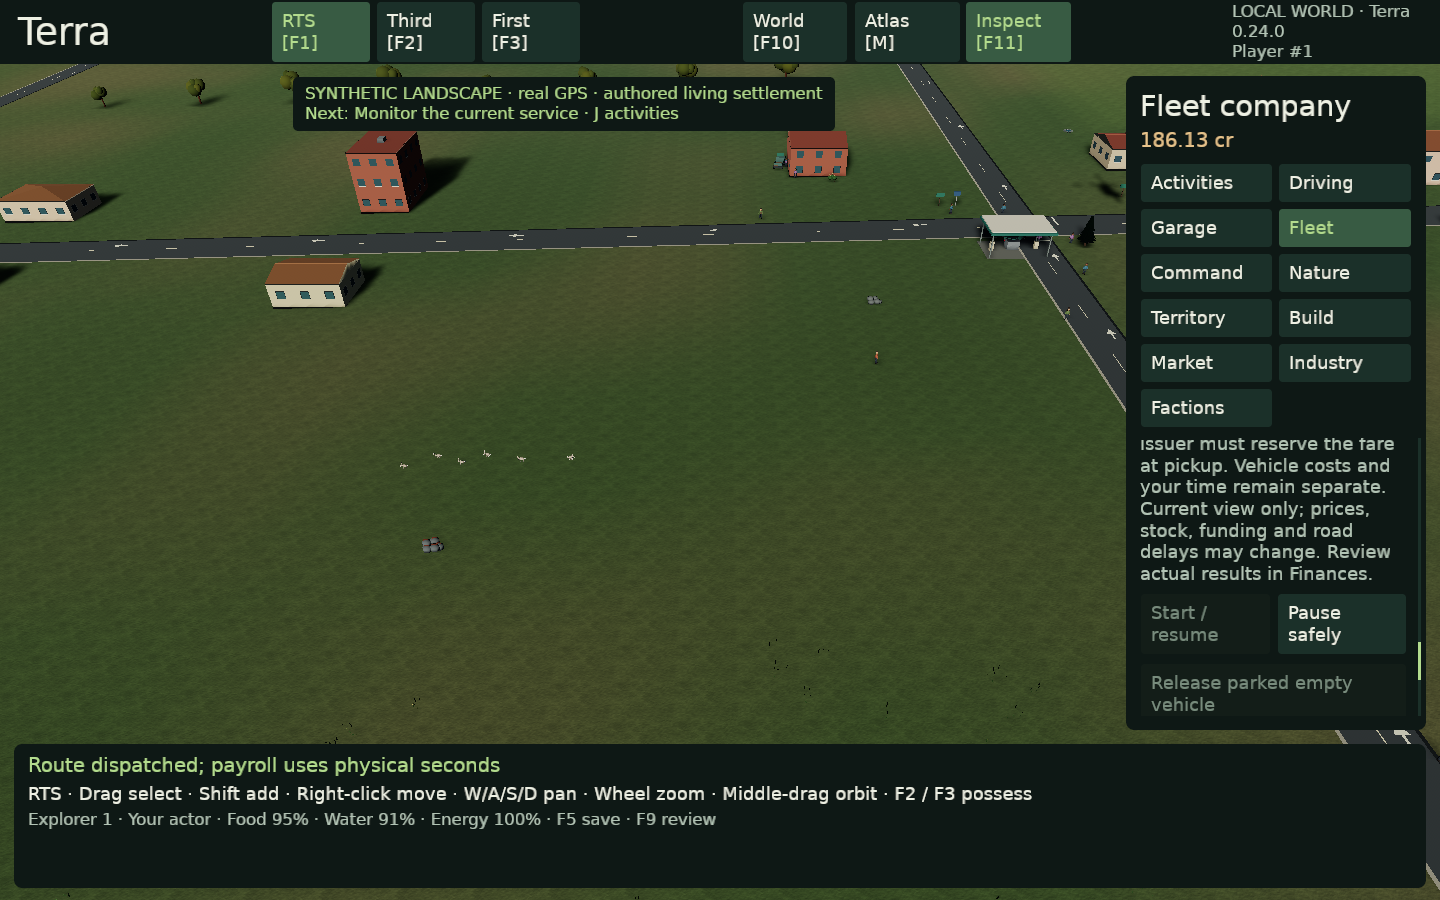 Terra
RTS
[F1]
Third
[F2]
First
[F3]
World
[F10]
Atlas
[M]
Inspect
[F11]
LOCAL WORLD · Terra
0.24.0
Player #1
SYNTHETIC LANDSCAPE · real GPS · authored living settlement
Next: Monitor the current service · J activities
Fleet company
186.13 cr
Activities
Driving
Garage
Fleet
Command
Nature
Territory
Build
Market
Industry
Factions
issuer must reserve the fare
at pickup. Vehicle costs and
your time remain separate.
Current view only; prices,
stock, funding and road
delays may change. Review
actual results in Finances.
Start /
resume
Pause
safely
Release parked empty
vehicle
Route dispatched; payroll uses physical seconds
RTS · Drag select · Shift add · Right-click move · W/A/S/D pan · Wheel zoom · Middle-drag orbit · F2 / F3 possess
Explorer 1 · Your actor · Food 95% · Water 91% · Energy 100% · F5 save · F9 review